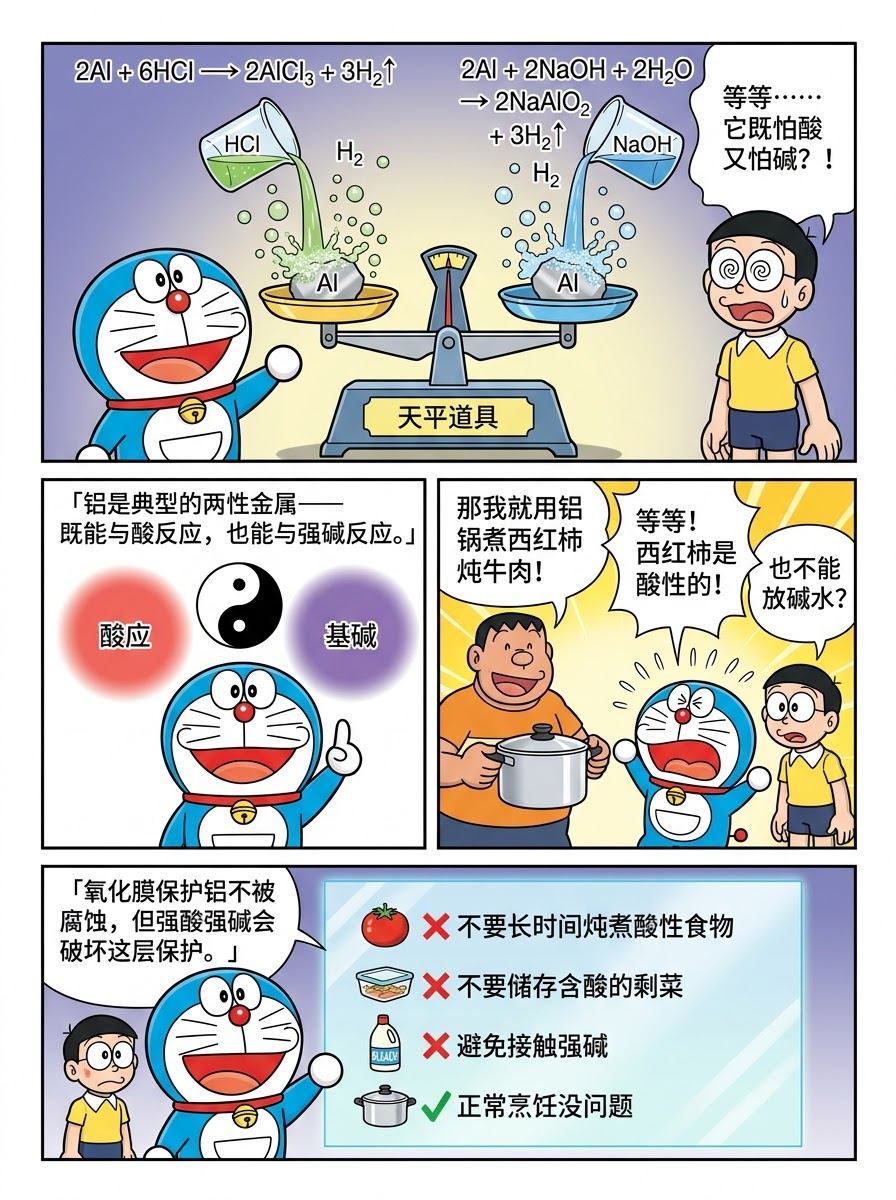 2Al + 6HCl ⟶ 2AlCl₃ + 3H₂↑
2Al + 2NaOH + 2H₂O
→ 2NaAlO₂
+ 3H₂↑
等等……
它既怕酸
又怕碱？！
HCl
H₂
H₂
NaOH
Al
Al
天平道具
「铝是典型的两性金属——
既能与酸反应，也能与强碱反应。」
酸应
基碱
那我就用铝
锅煮西红柿
炖牛肉！
等等！
西红柿是
酸性的！
也不能
放碱水？
「氧化膜保护铝不被
腐蚀，但强酸强碱会
破坏这层保护。」
不要长时间炖煮酸性食物
不要储存含酸的剩菜
避免接触强碱
正常烹饪没问题